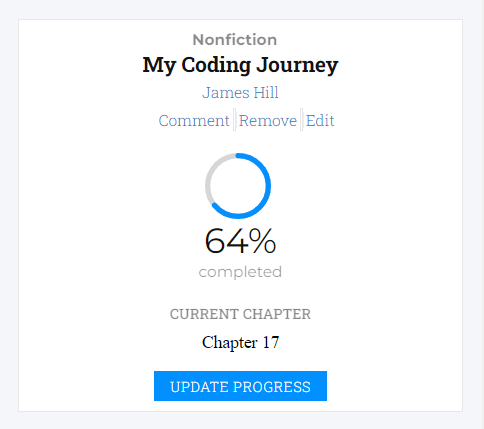 Nonfiction
My Coding Journey
James Hill
Comment Remove Edit
64%
completed
CURRENT CHAPTER
Chapter 17
UPDATE PROGRESS